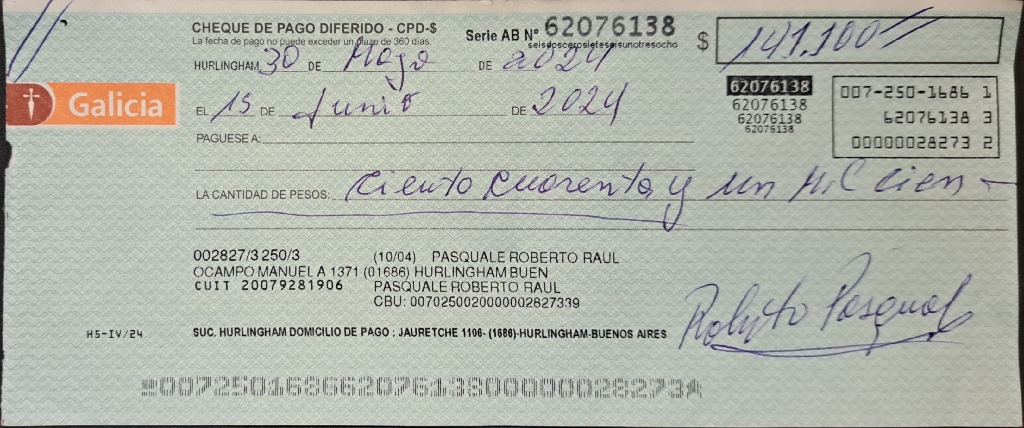 CHEQUE DE PAGO DIFERIDO - CPD-$
La fecha de pago no puede exceder un plazo de 360 días.
Serie AB Nº 62076138
seisdoscerosieteseisunotresocho
$ 141.100
HURLINGHAM, 30 DE Mayo DE 2024
Galicia
EL 15 DE Junio DE 2024
62076138
62076138
62076138
62076138
007-250-1686 1
62076138 3
00000028273 2
PAGUESE A:
LA CANTIDAD DE PESOS: ciento cuarenta y un mil cien
002827/3 250/3 (10/04) PASQUALE ROBERTO RAUL
OCAMPO MANUEL A 1371 (01686) HURLINGHAM BUEN
CUIT 20079281906 PASQUALE ROBERTO RAUL
CBU: 0070250020000002827339
Roberto Pasqual
HS-IV/24
SUC. HURLINGHAM DOMICILIO DE PAGO : JAURETCHE 1106- (1686)-HURLINGHAM-BUENOS AIRES
00725016866207613800000028273